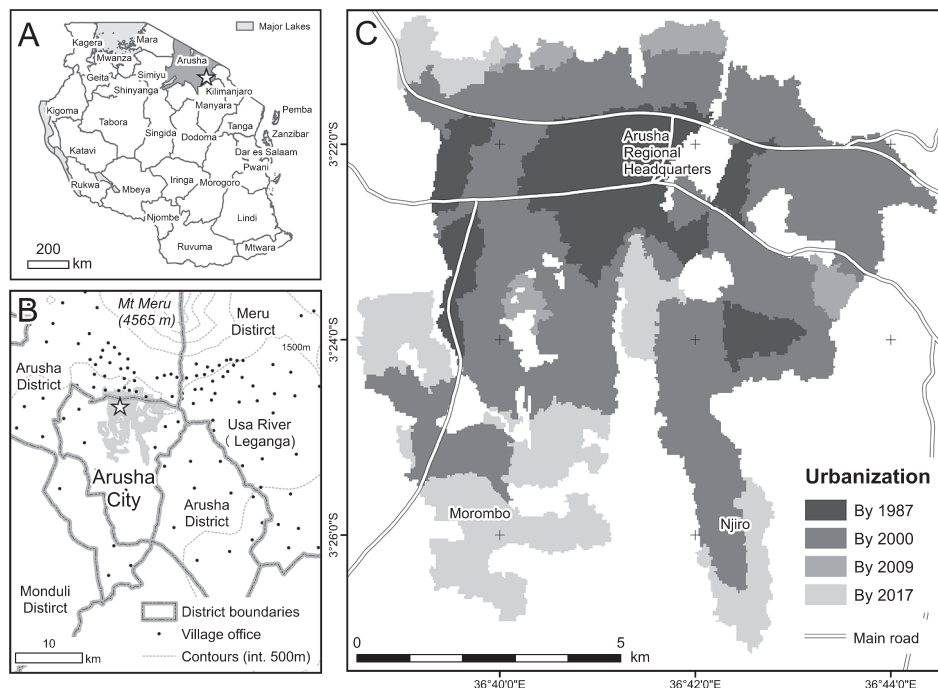 A
Major Lakes
Kagera
Mara
Mwanza
Arusha
Geita
Simiyu
Shinyanga
Kilimanjaro
Manyara
Kigoma
Tabora
Pemba
Singida
Dodoma
Tanga
Zanzibar
Katavi
Dar es Salaam
Pwani
Rukwa
Mbeya
Iringa
Morogoro
Njombe
Lindi
Ruvuma
Mtwara
200
km
B
Mt Meru
(4565 m)
Meru
Distirct
1500m
Arusha
District
Usa River
( Leganga)
Arusha
City
Arusha
District
Monduli
Distirct
District boundaries
Village office
Contours (int. 500m)
10
km
C
3°22'0"S
3°24'0"S
3°26'0"S
Arusha
Regional
Headquarters
Morombo
Njiro
Urbanization
By 1987
By 2000
By 2009
By 2017
Main road
0
5
km
36°40'0"E
36°42'0"E
36°44'0"E